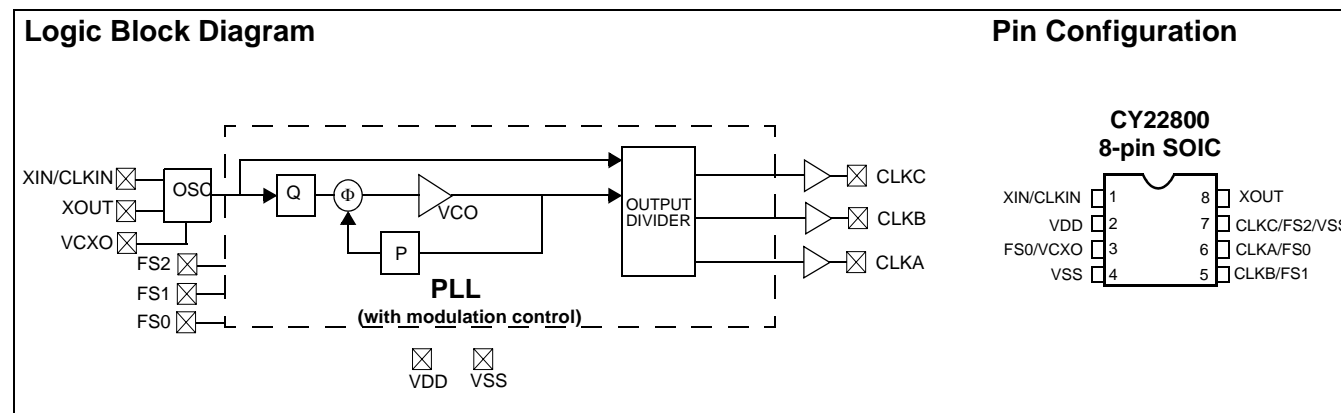 Logic Block Diagram
Pin Configuration
XIN/CLKIN
XOUT
VCXO
OSC
FS2
FS1
FS0
Q
Φ
VCO
P
PLL
(with modulation control)
OUTPUT
DIVIDER
CLKC
CLKB
CLKA
VDD
VSS
CY22800
8-pin SOIC
XIN/CLKIN 1
VDD 2
FS0/VCXO 3
VSS 4
8 XOUT
7 CLKC/FS2/VSS
6 CLKA/FS0
5 CLKB/FS1